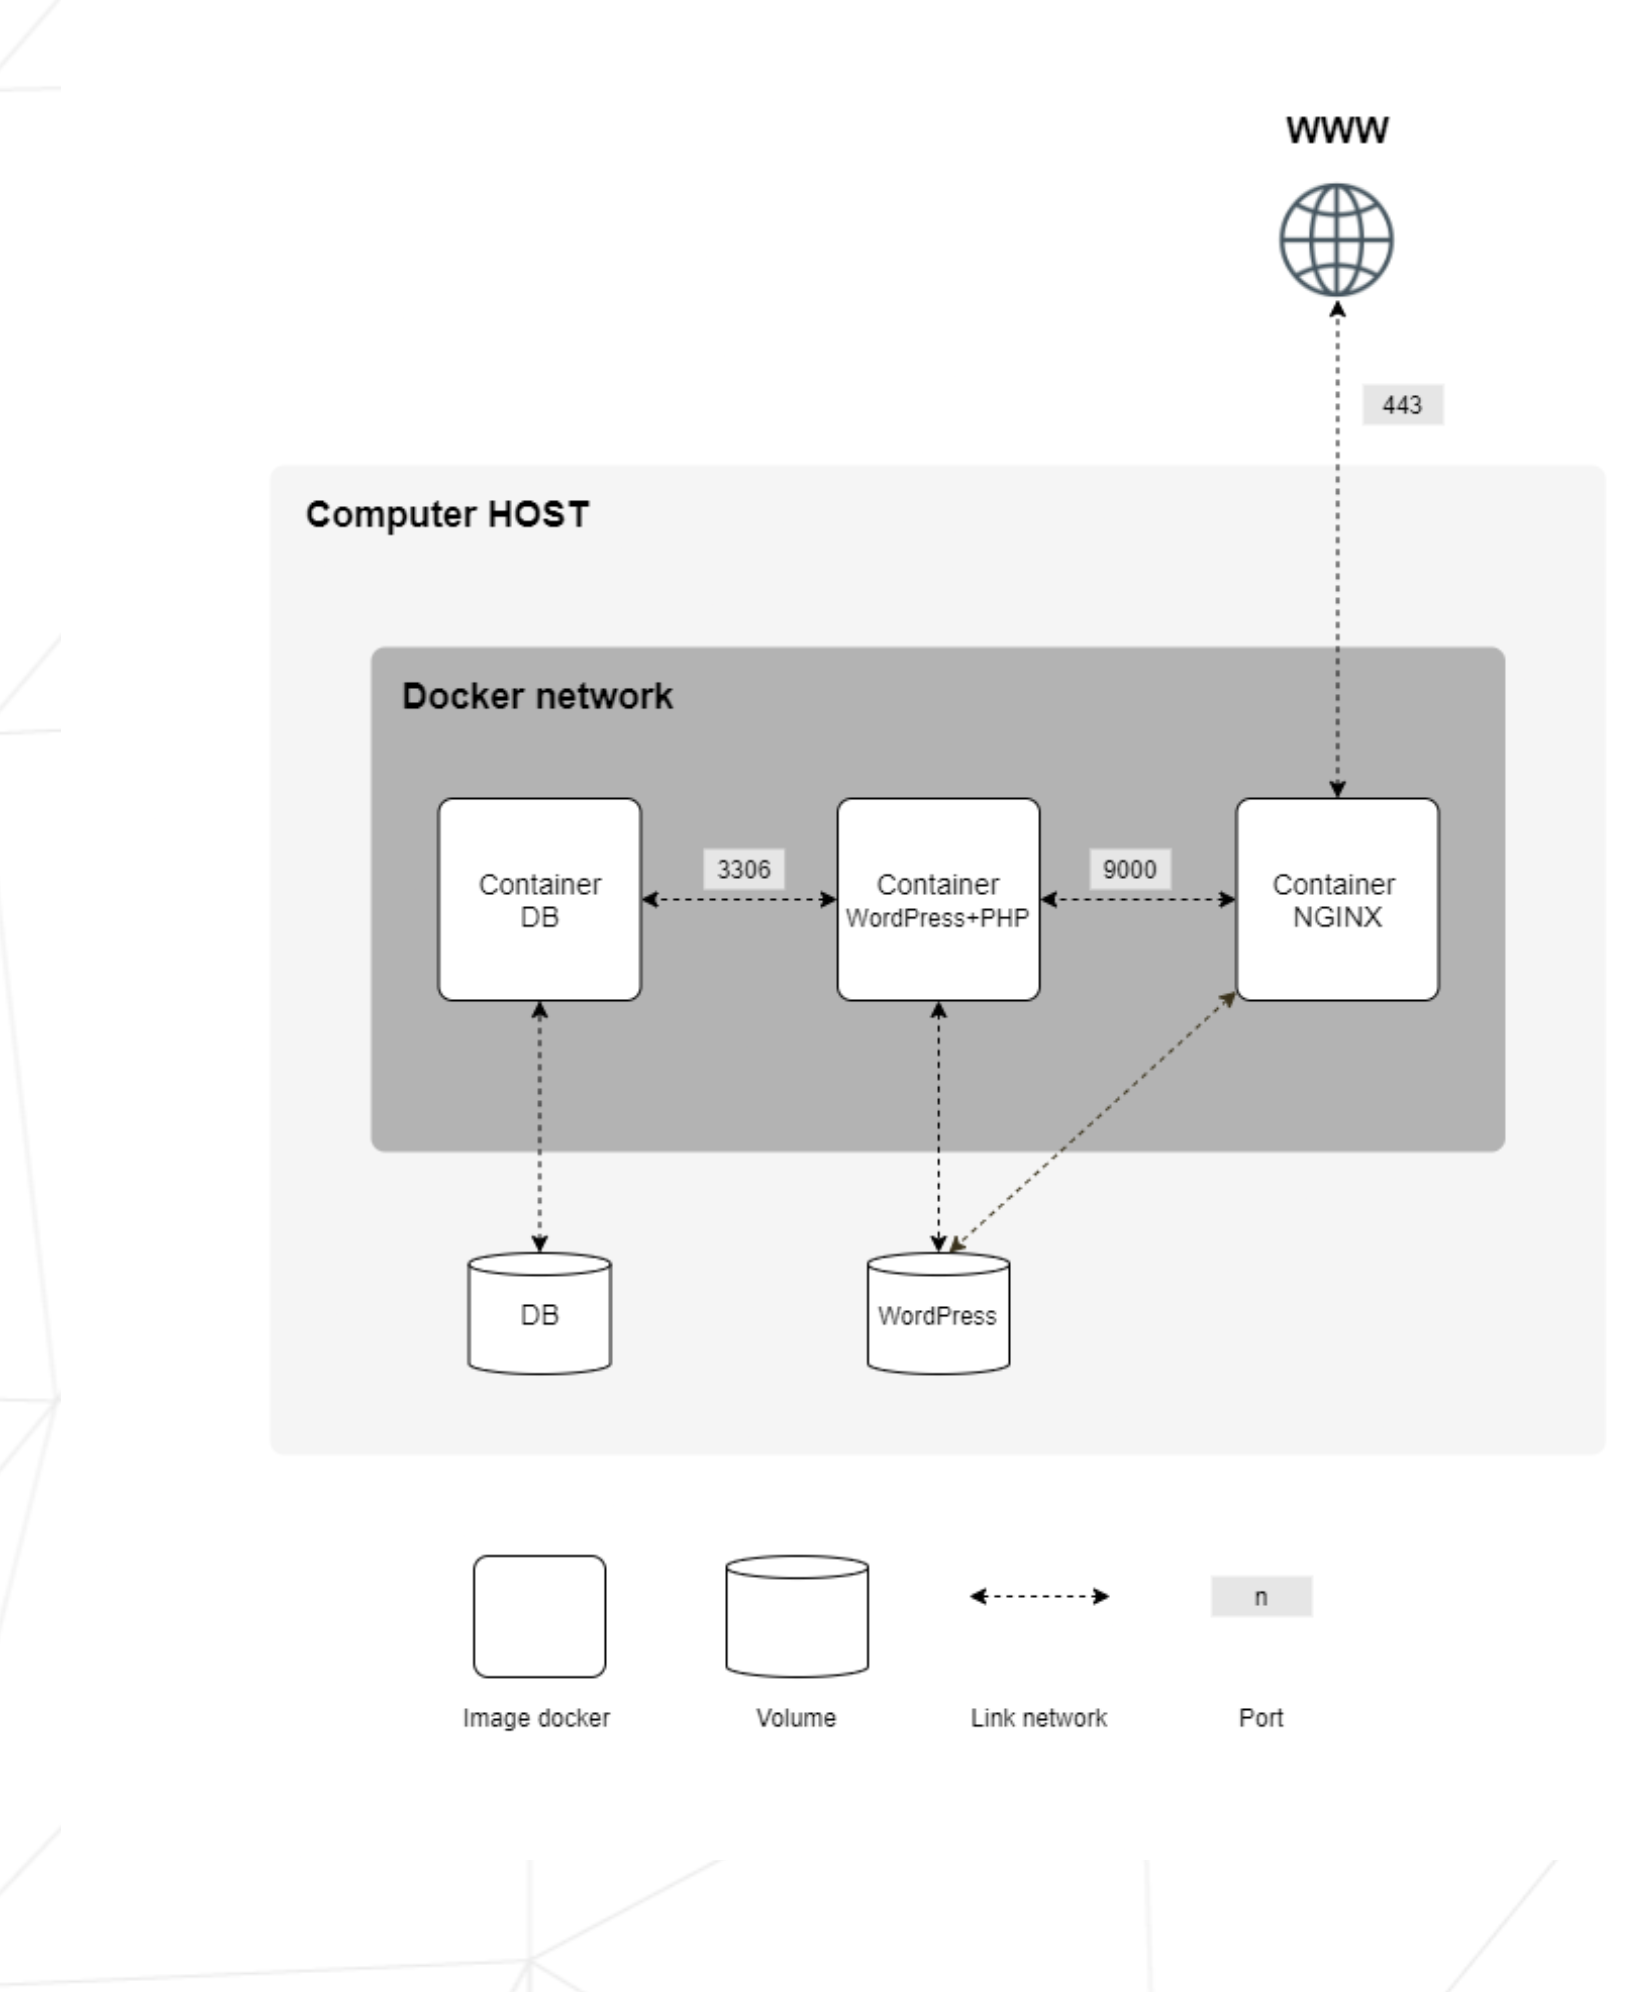 WWW
443
Computer HOST
Docker network
3306
9000
Container
DB
Container
WordPress+PHP
Container
NGINX
DB
WordPress
n
Image docker
Volume
Link network
Port